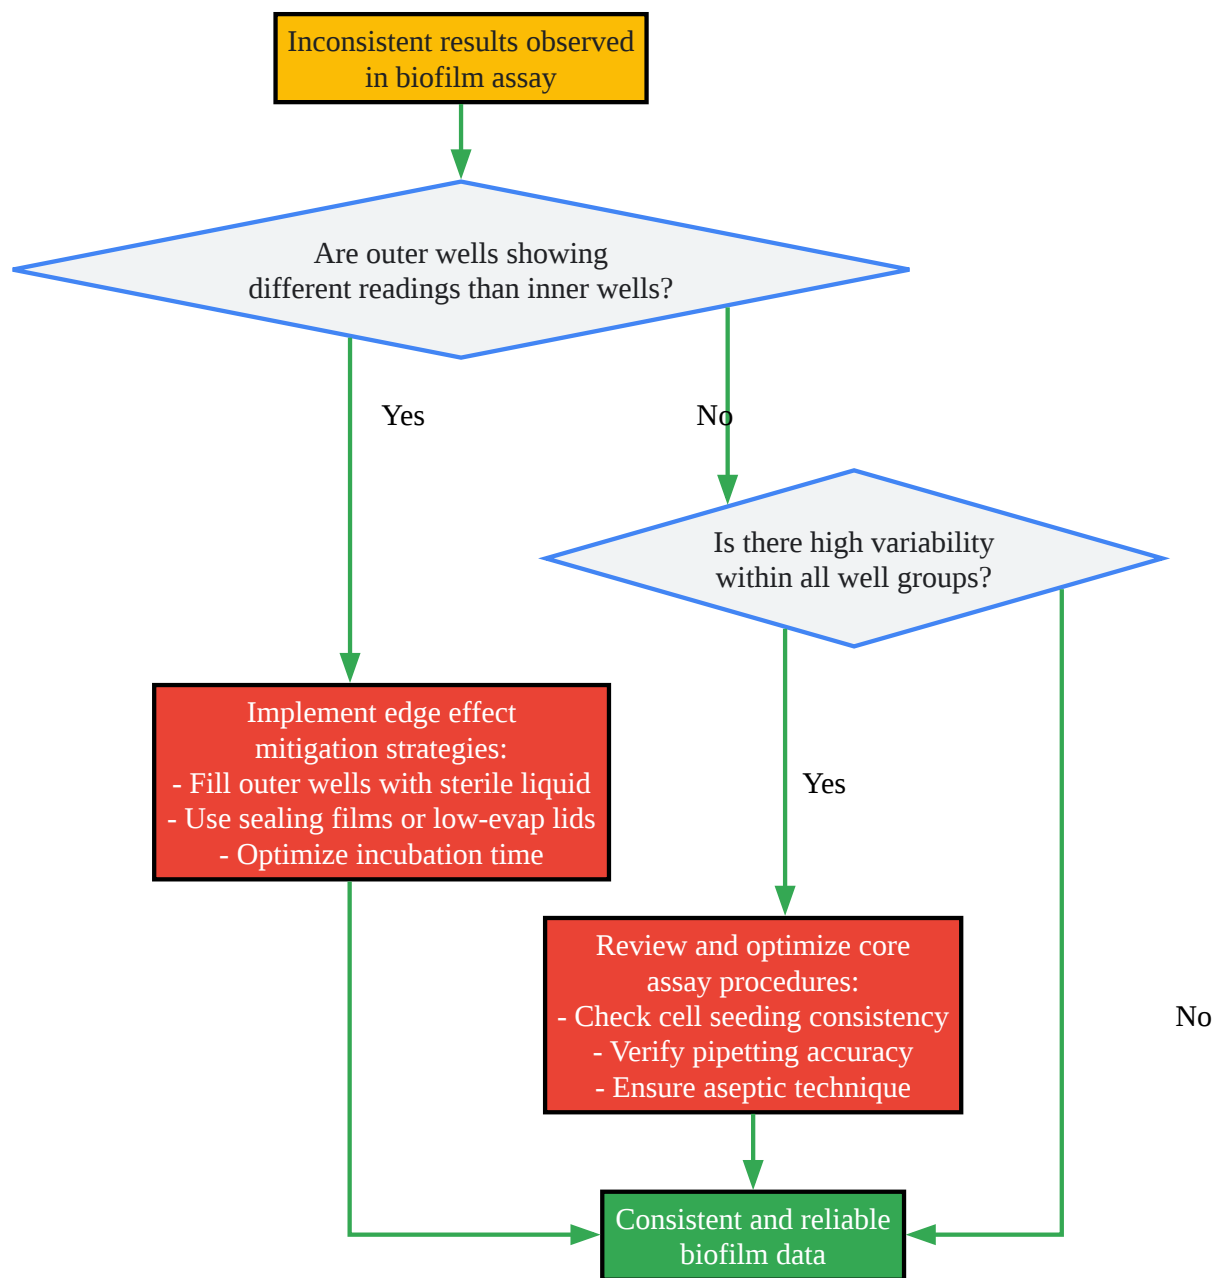 Inconsistent results observed
in biofilm assay
Are outer wells showing
different readings than inner wells?
Yes
No
Is there high variability
within all well groups?
Implement edge effect
mitigation strategies:
- Fill outer wells with sterile liquid
- Use sealing films or low-evap lids
- Optimize incubation time
Yes
Review and optimize core
assay procedures:
- Check cell seeding consistency
- Verify pipetting accuracy
- Ensure aseptic technique
No
Consistent and reliable
biofilm data